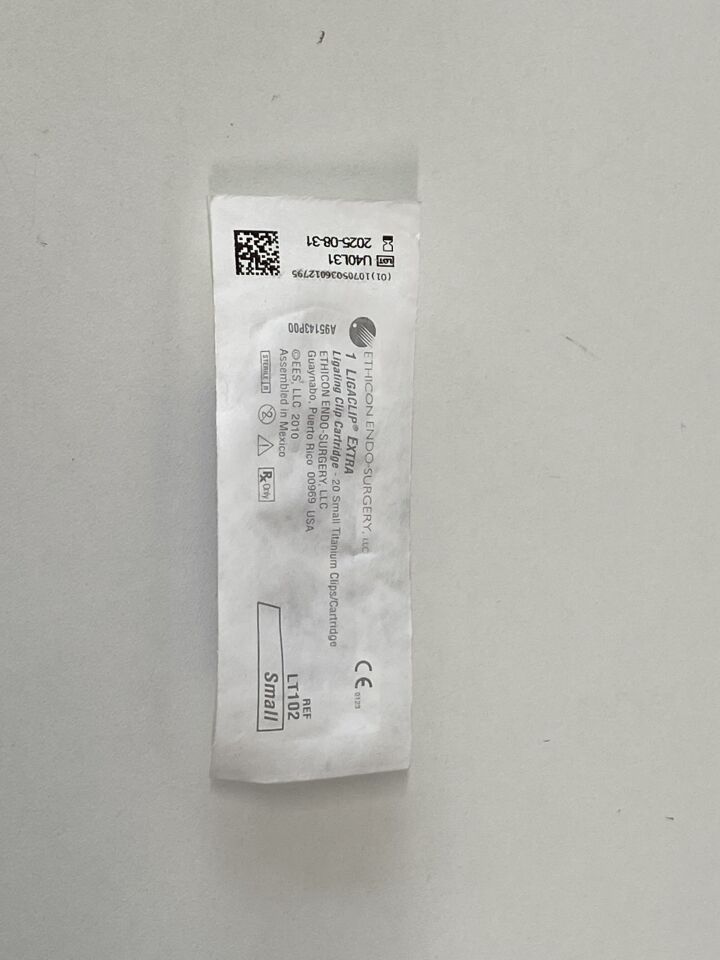 ETHICON ENDO-SURGERY, LLC
1 LIGACLIP® EXTRA
Ligating Clip Cartridge - 20 Small Titanium Clips/Cartridge
ETHICON ENDO-SURGERY, LLC
Guaynabo, Puerto Rico 00969 USA
©EES, LLC 2010
Assembled in Mexico
STERILE R
2
Rx Only
CE 0123
REF
LT102
Small
A95143P00
(01)10705036012795
LOT U40L31
2025-08-31